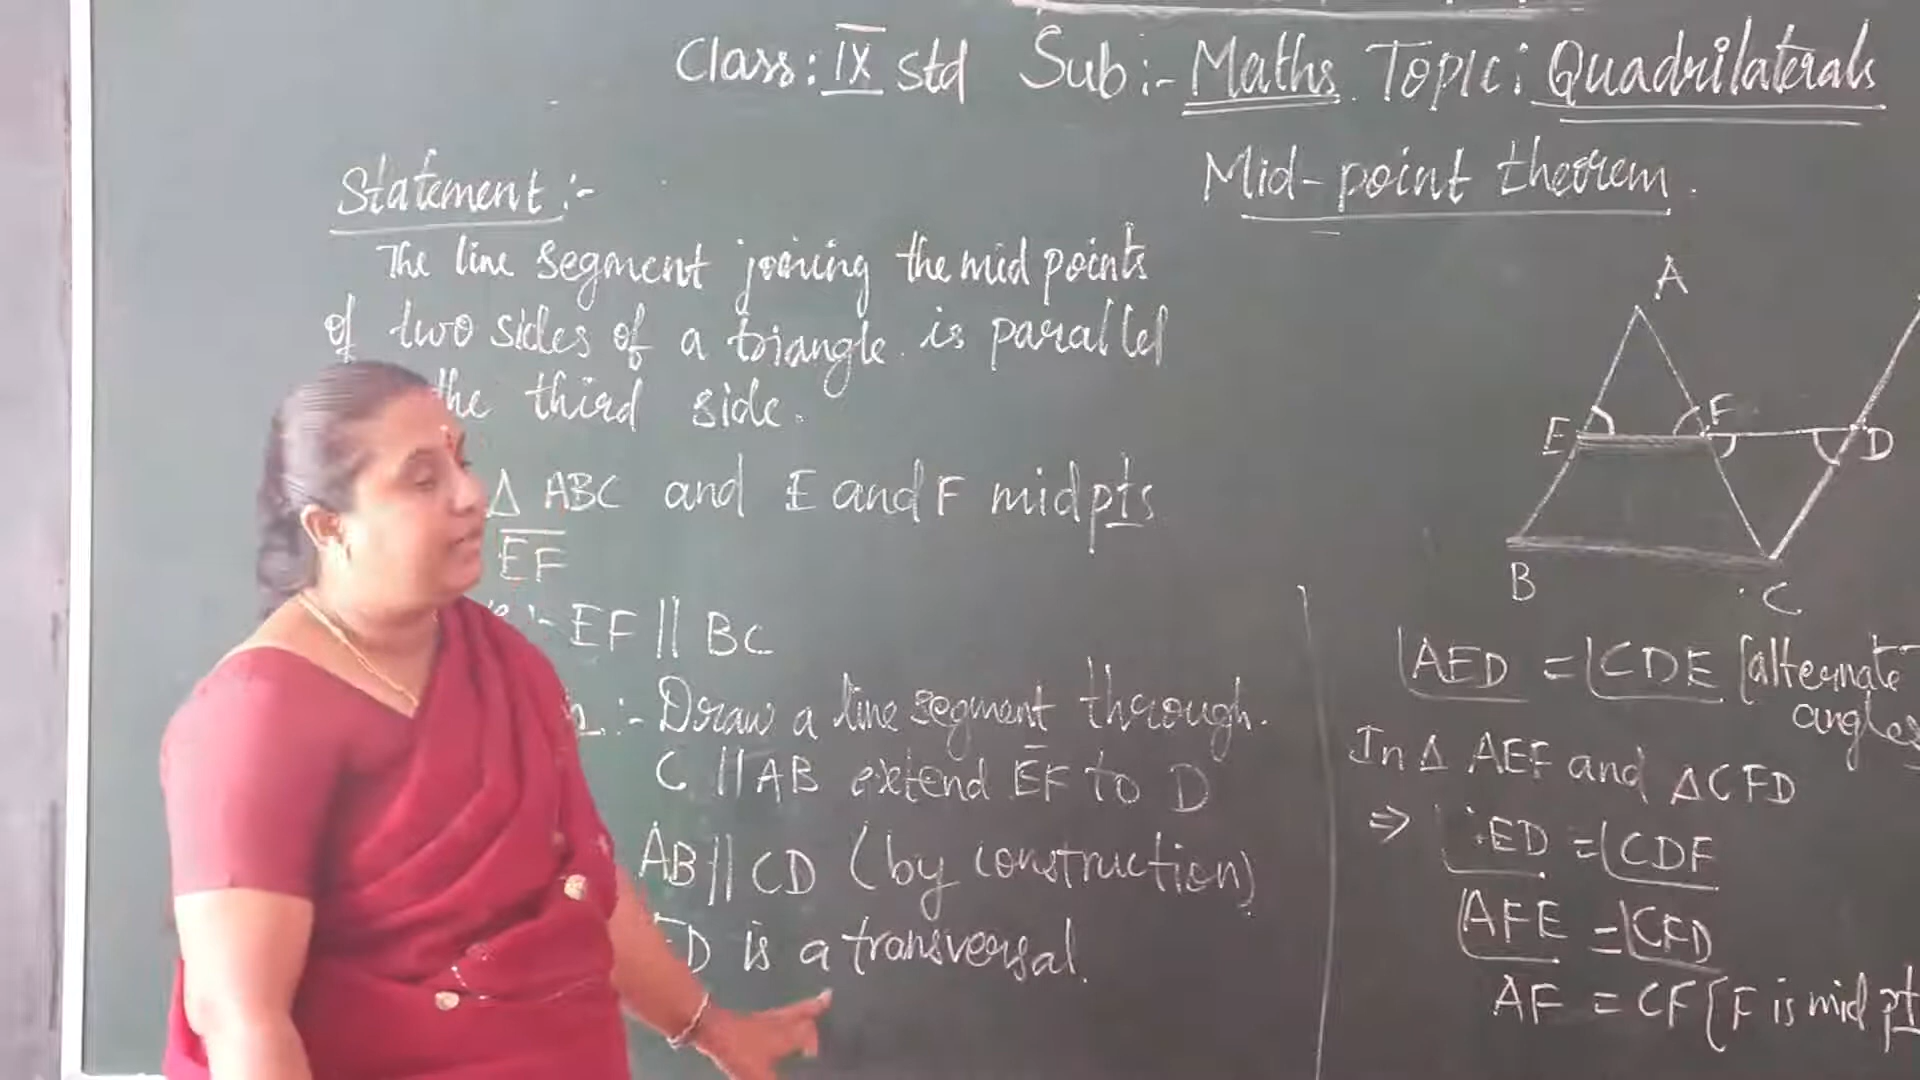 Class: IX std Sub:- Maths Topic: Quadrilaterals
Mid-point theorem.
Statement:-
The line segment joining the mid points
of two sides of a triangle is parallel
the third side.
Δ ABC and E and F midpts
EF
:- EF || BC
:- Draw a line segment through.
C || AB extend EF to D
AB || CD (by construction)
D is a transversal.
A
E
F
D
B
C
∠AED = ∠CDE [alternate
angles
In Δ AEF and ΔCFD
⇒ ∠ED = ∠CDF
∠AFE = ∠CFD
AF = CF [F is mid pt